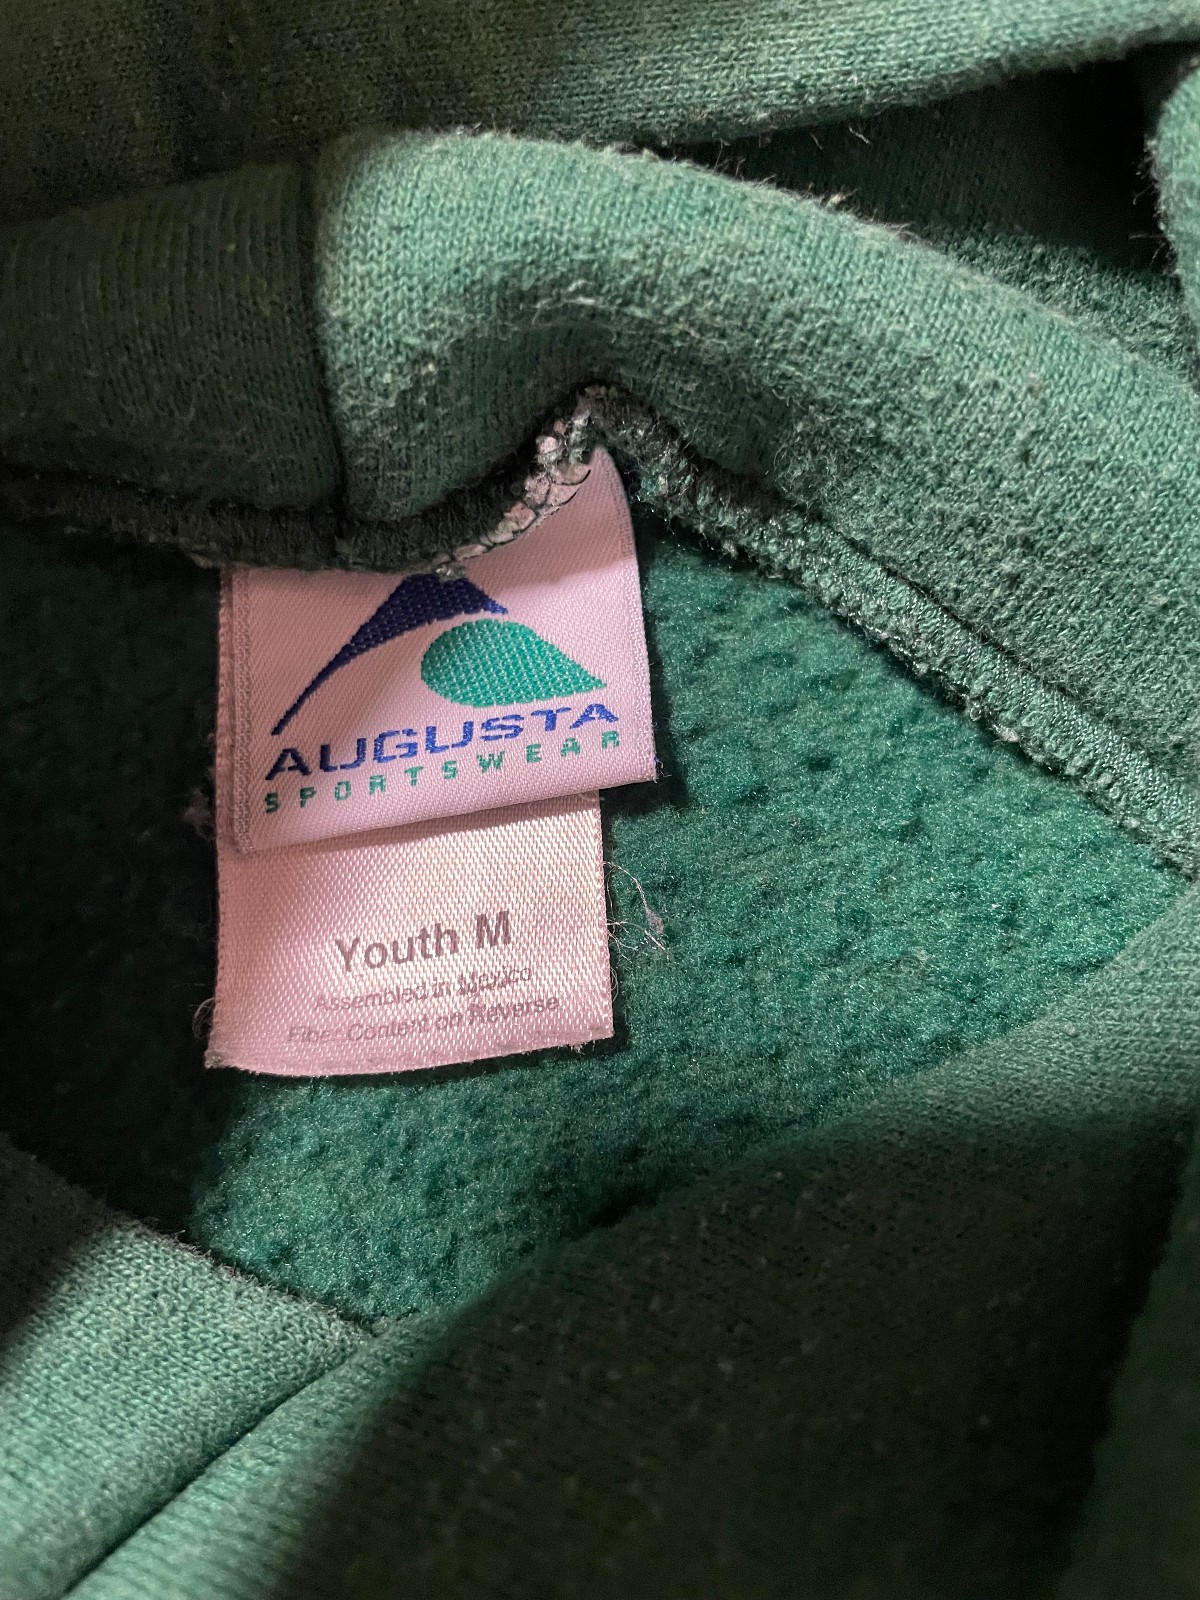 AUGUSTA
SPORTSWEAR
Youth M
Assembled in Mexico
Fiber Content on Reverse